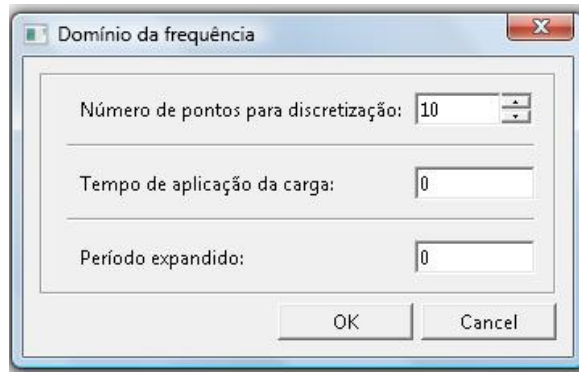 Domínio da frequência
Número de pontos para discretização: 10
Tempo de aplicação da carga: 0
Período expandido: 0
OK Cancel